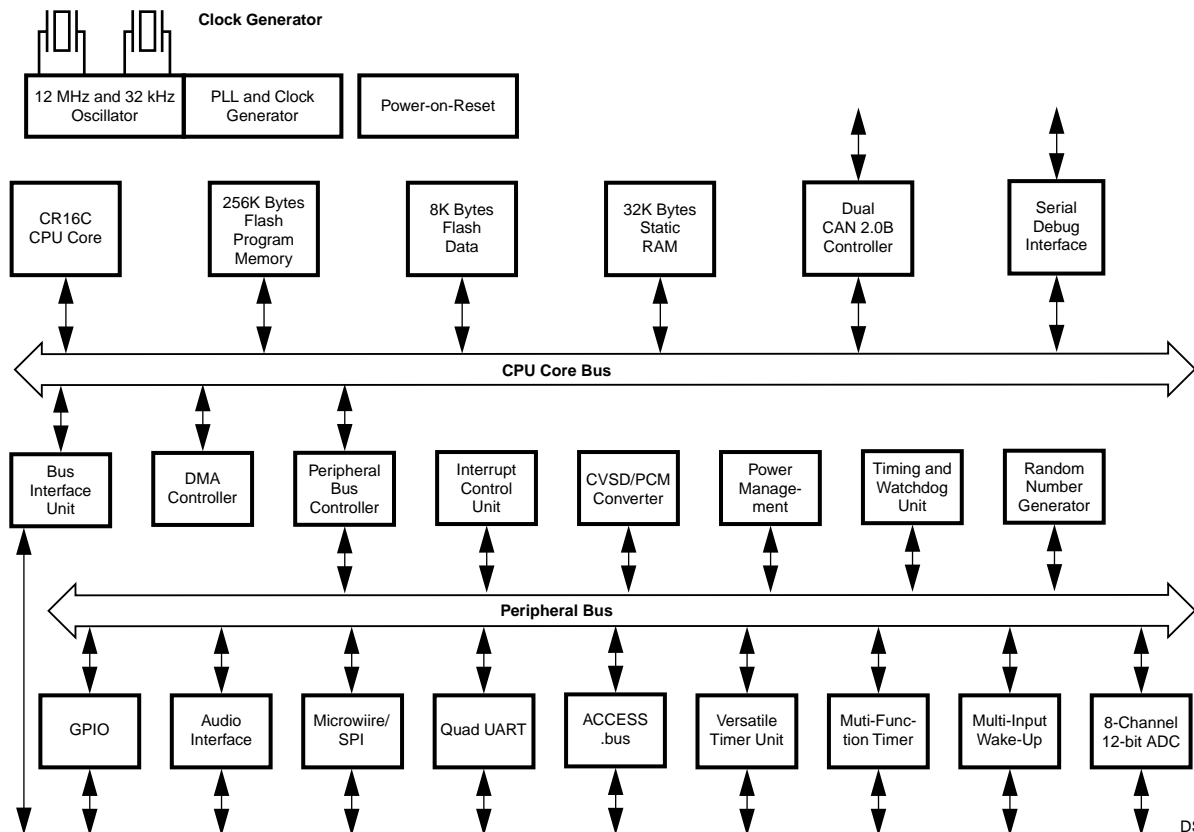 Clock Generator
12 MHz and 32 kHz
Oscillator
PLL and Clock
Generator
Power-on-Reset
CR16C
CPU Core
256K Bytes
Flash
Program
Memory
8K Bytes
Flash
Data
32K Bytes
Static
RAM
Dual
CAN 2.0B
Controller
Serial
Debug
Interface
CPU Core Bus
Bus
Interface
Unit
DMA
Controller
Peripheral
Bus
Controller
Interrupt
Control
Unit
CVSD/PCM
Converter
Power
Manage-
ment
Timing and
Watchdog
Unit
Random
Number
Generator
Peripheral Bus
GPIO
Audio
Interface
Microwiire/
SPI
Quad UART
ACCESS
.bus
Versatile
Timer Unit
Muti-Func-
tion Timer
Multi-Input
Wake-Up
8-Channel
12-bit ADC